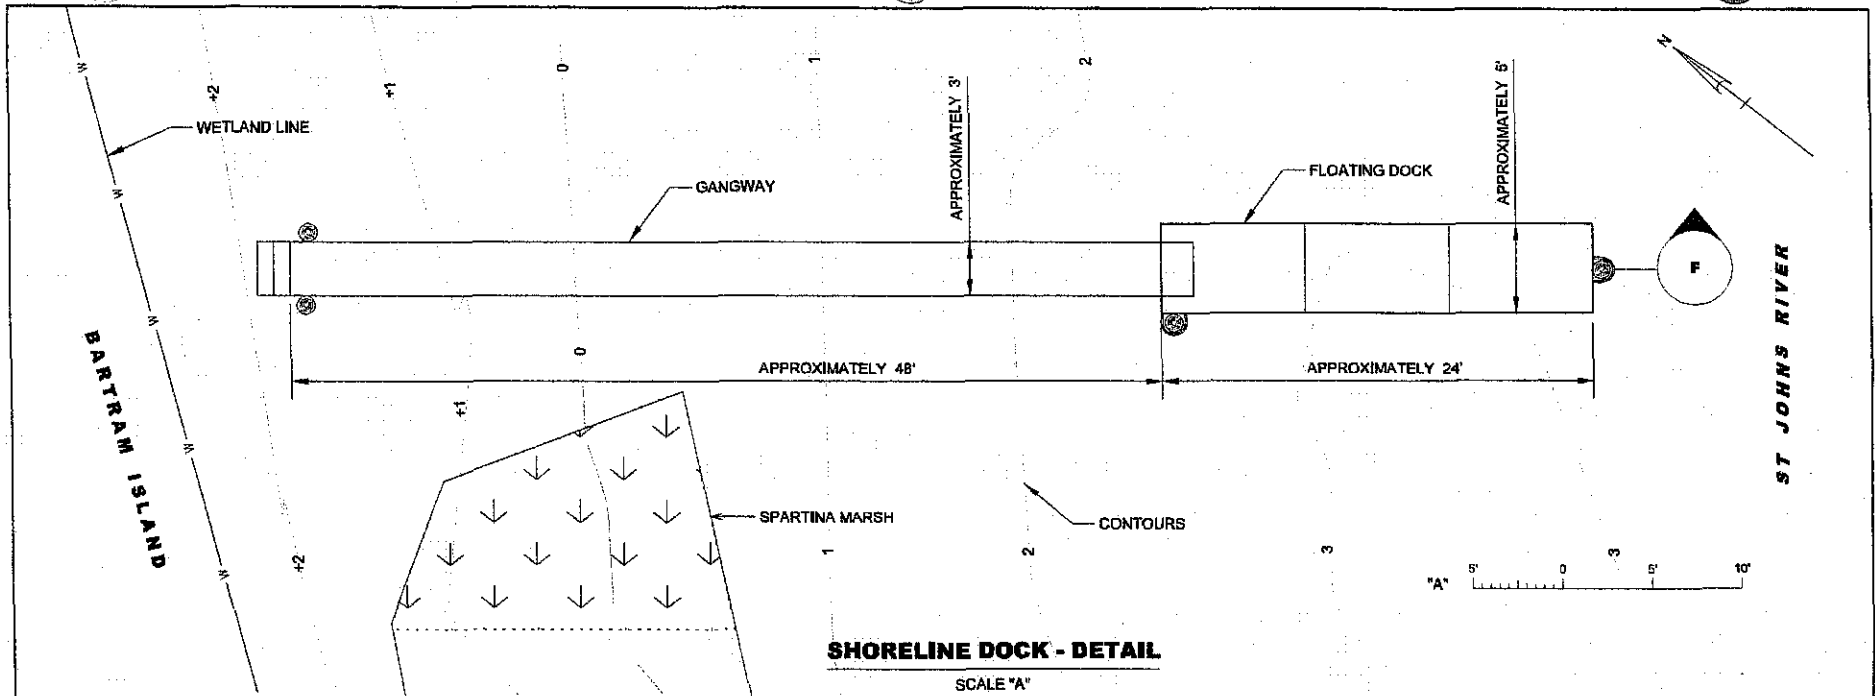 WETLAND LINE
+2
+1
0
1
2
N
GANGWAY
APPROXIMATELY 3'
FLOATING DOCK
APPROXIMATELY 5'
F
W
W
W
W
W
BARTRAM ISLAND
ST JOHNS RIVER
APPROXIMATELY 48'
APPROXIMATELY 24'
0
+1
+2
SPARTINA MARSH
CONTOURS
1
2
3
3
"A"
5'
0
5'
10'
SHORELINE DOCK - DETAIL
SCALE "A"